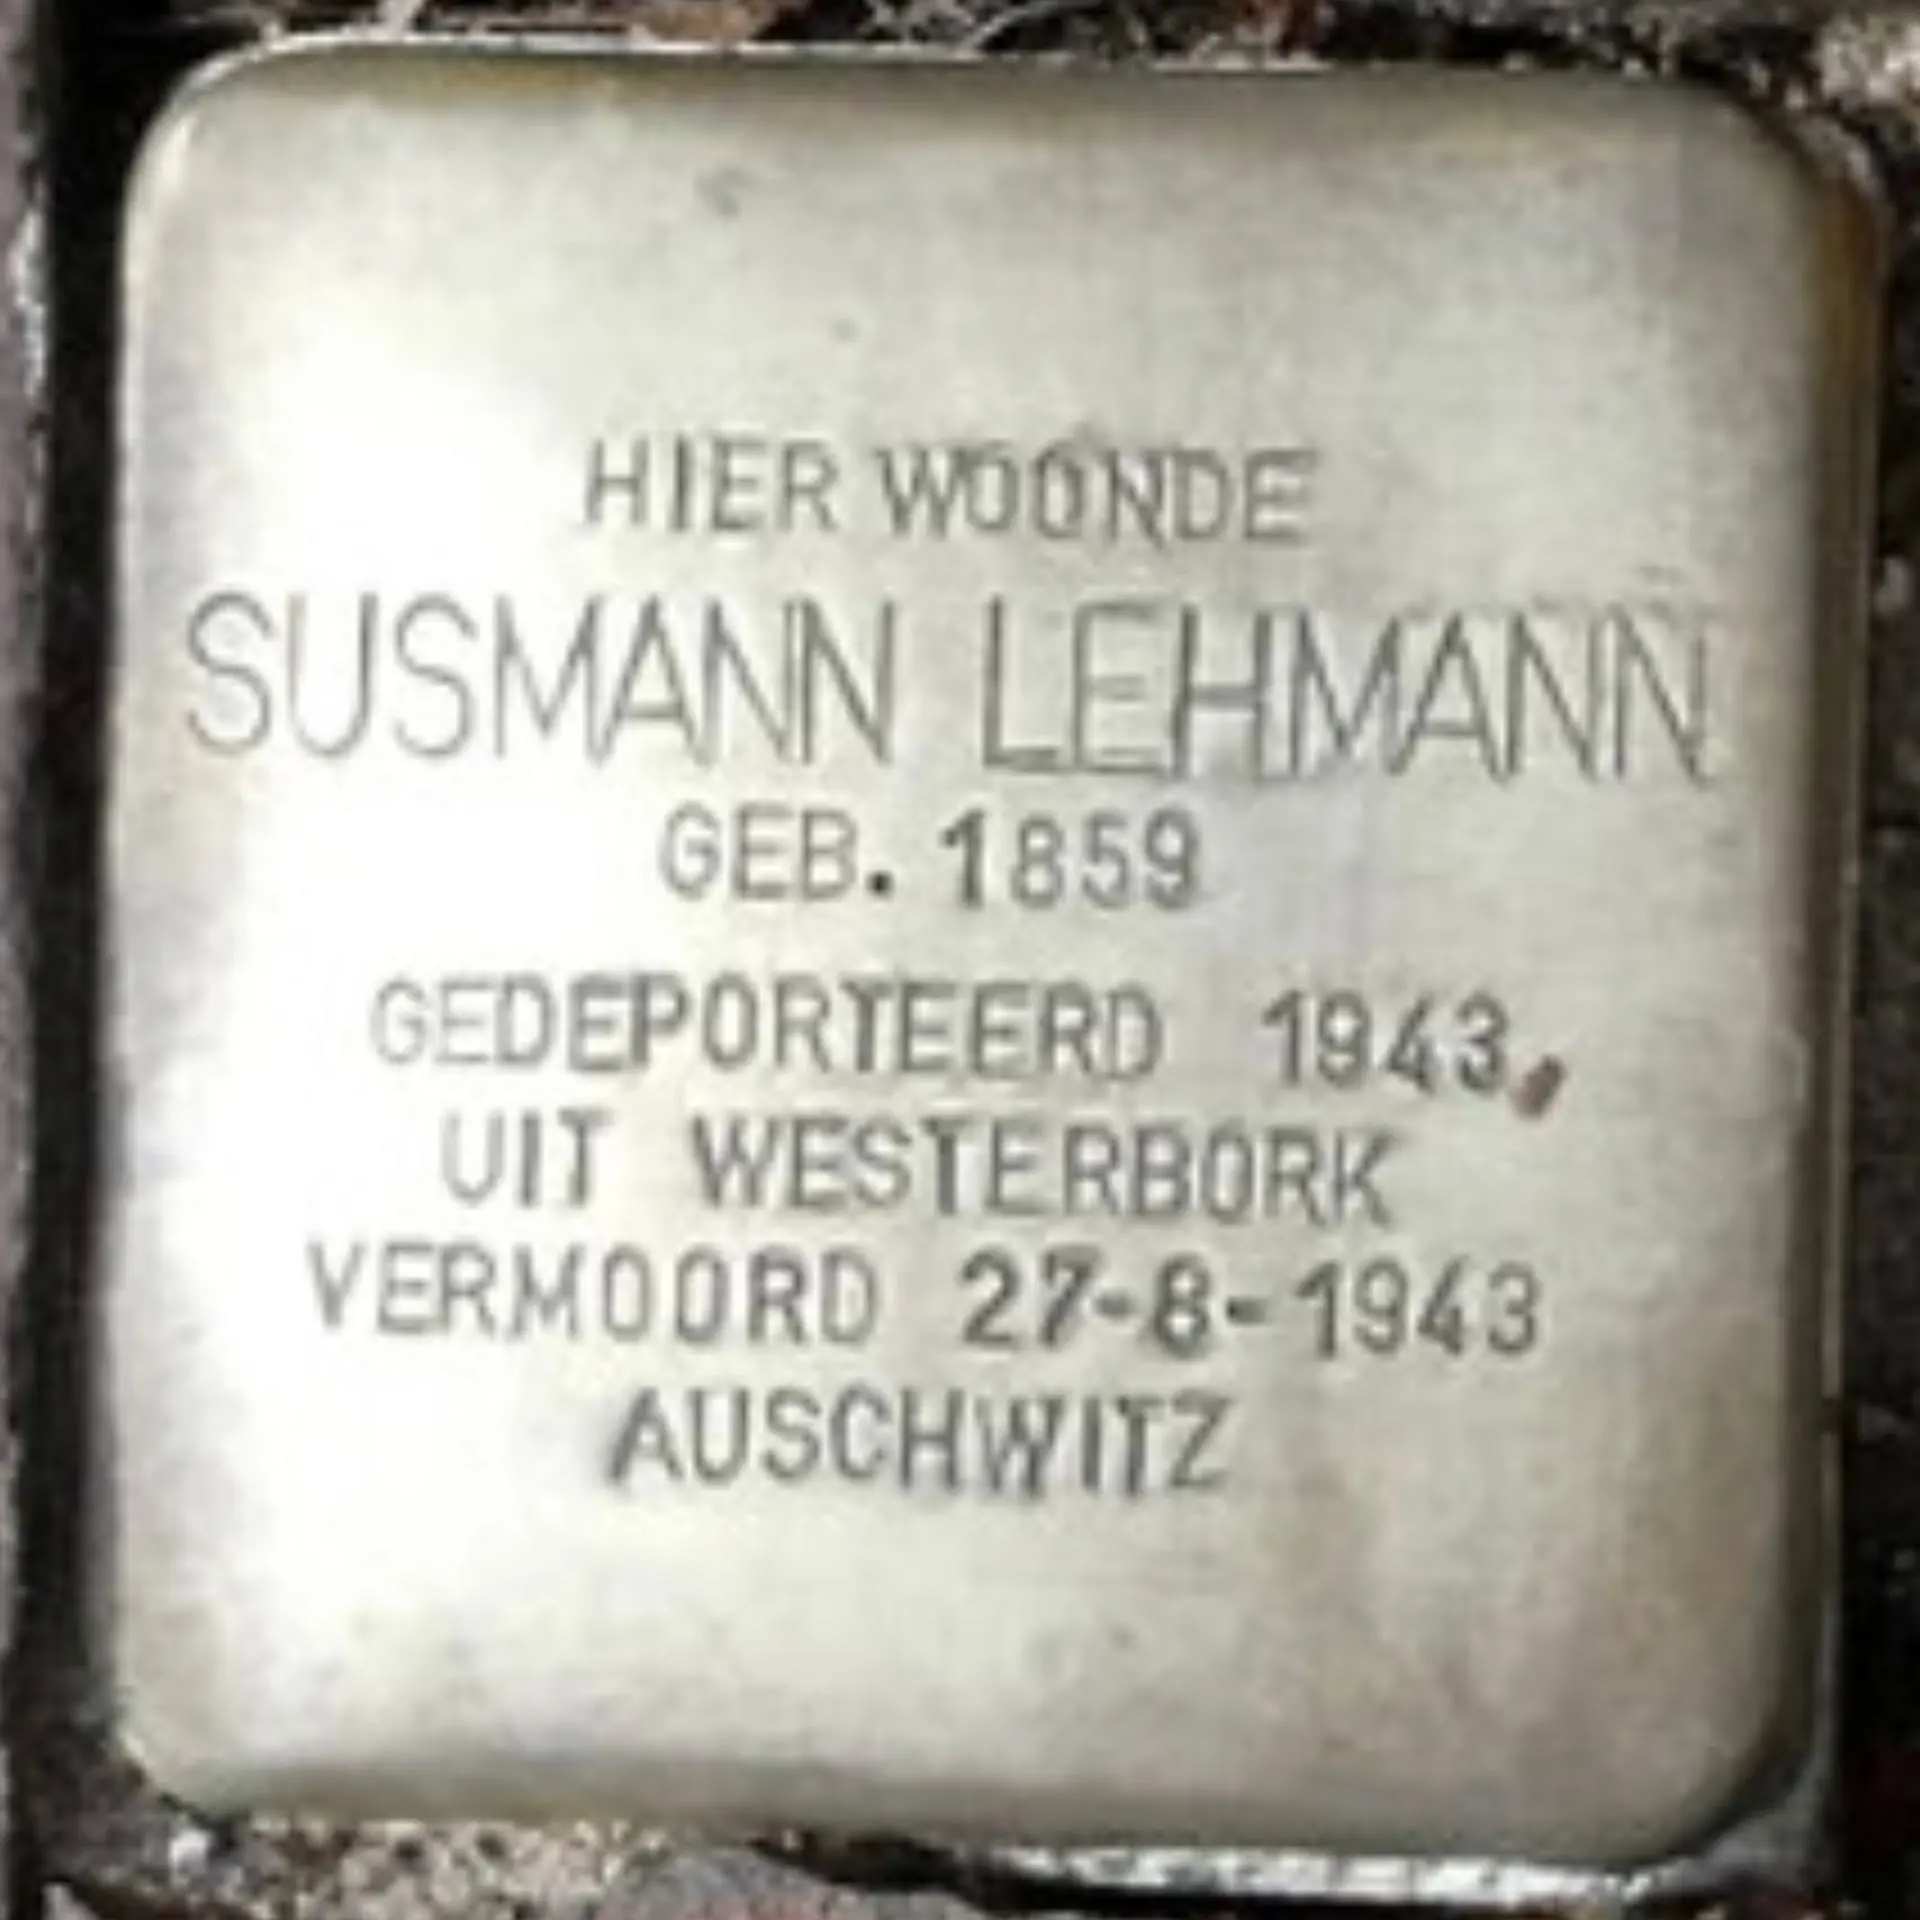 HIER WOONDE
SUSMANN LEHMANN
GEB. 1859
GEDEPORTEERD 1943
UIT WESTERBORK
VERMOORD 27-8-1943
AUSCHWITZ